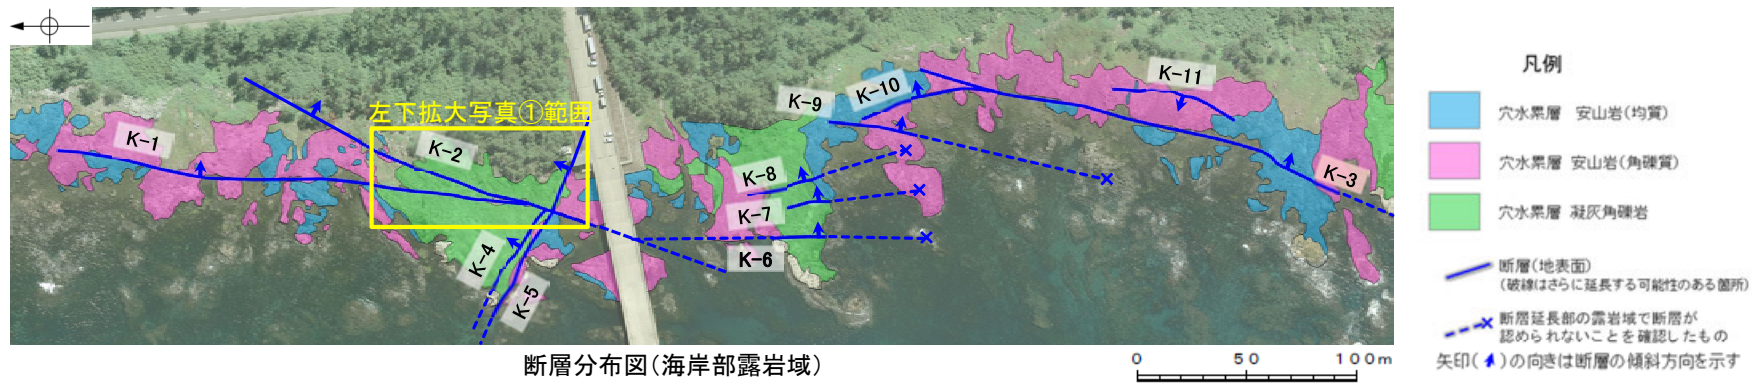 左下拡大写真①範囲
K-1
K-2
K-4
K-5
K-6
K-7
K-8
K-9
K-10
K-11
K-3
断層分布図(海岸部露岩域)
0 50 100m
凡例
穴水累層 安山岩(均質)
穴水累層 安山岩(角礫質)
穴水累層 凝灰角礫岩
断層(地表面)
(破線はさらに延長する可能性のある箇所)
断層延長部の露岩域で断層が
認められないことを確認したもの
矢印( )の向きは断層の傾斜方向を示す